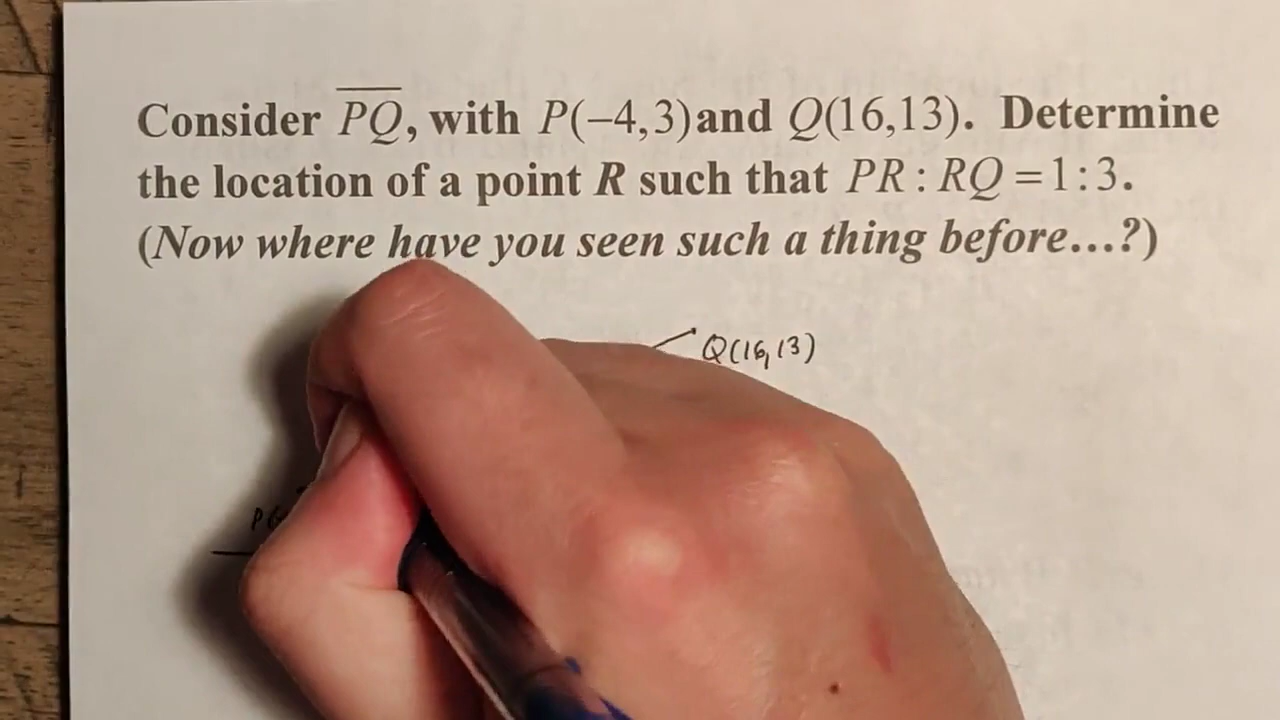 Consider PQ, with P(−4,3)and Q(16,13). Determine
the location of a point R such that PR : RQ = 1 : 3.
(Now where have you seen such a thing before...?)
Q(16,13)